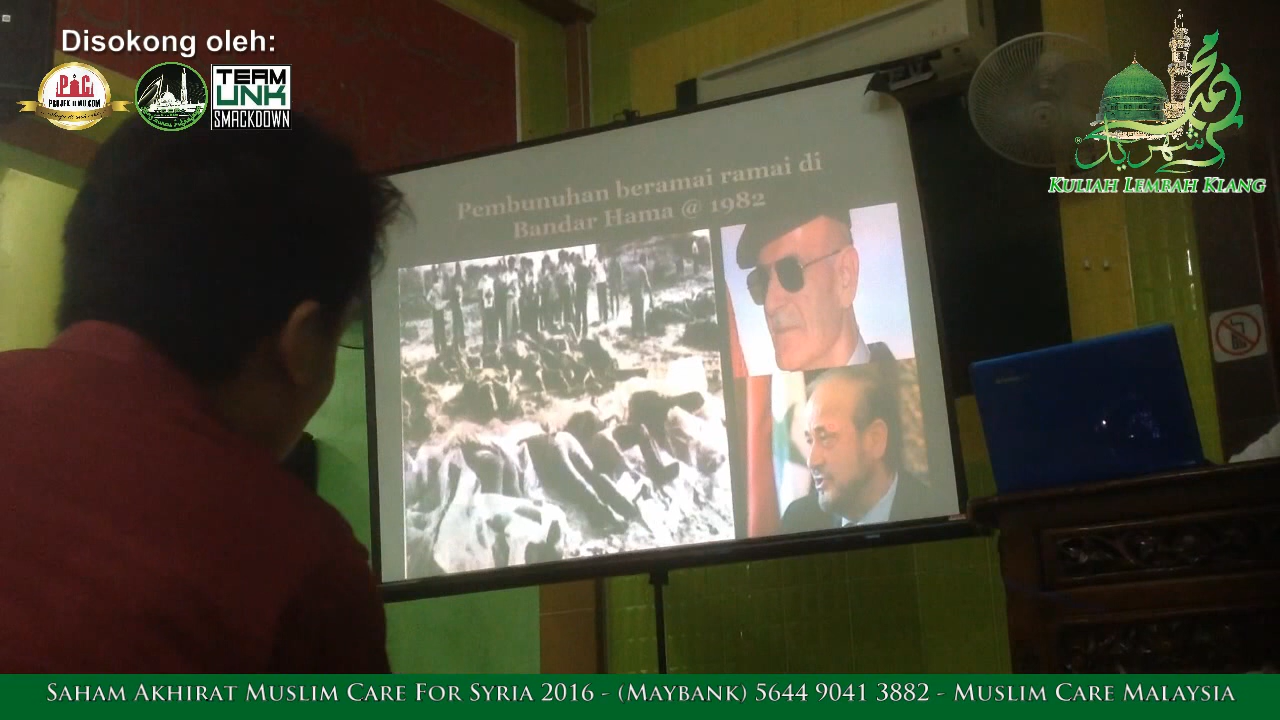 Disokong oleh:
TEAM
UNK
SMACKDOWN
KULIAH LEMBAH KLANG
Pembunuhan beramai ramai di
Bandar Hama @ 1982
SAHAM AKHIRAT MUSLIM CARE FOR SYRIA 2016 - (MAYBANK) 5644 9041 3882 - MUSLIM CARE MALAYSIA